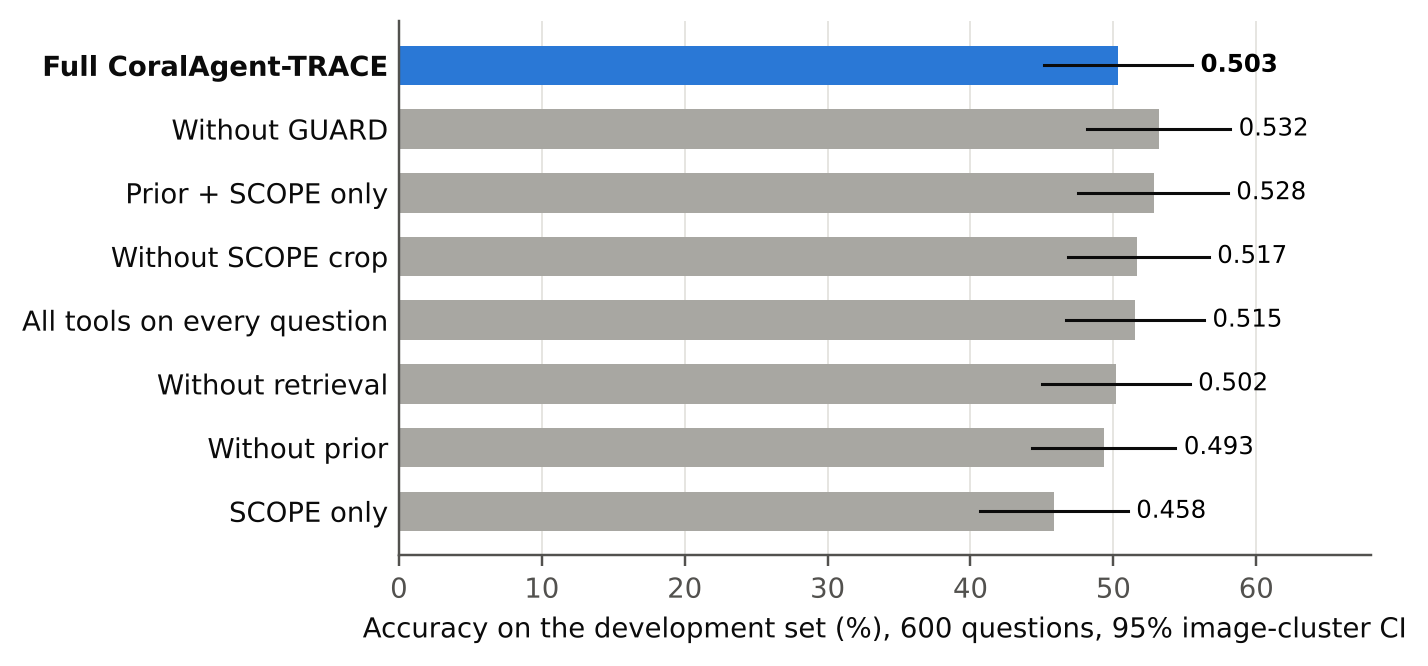 Full CoralAgent-TRACE 0.503
Without GUARD 0.532
Prior + SCOPE only 0.528
Without SCOPE crop 0.517
All tools on every question 0.515
Without retrieval 0.502
Without prior 0.493
SCOPE only 0.458
0 10 20 30 40 50 60
Accuracy on the development set (%), 600 questions, 95% image-cluster CI